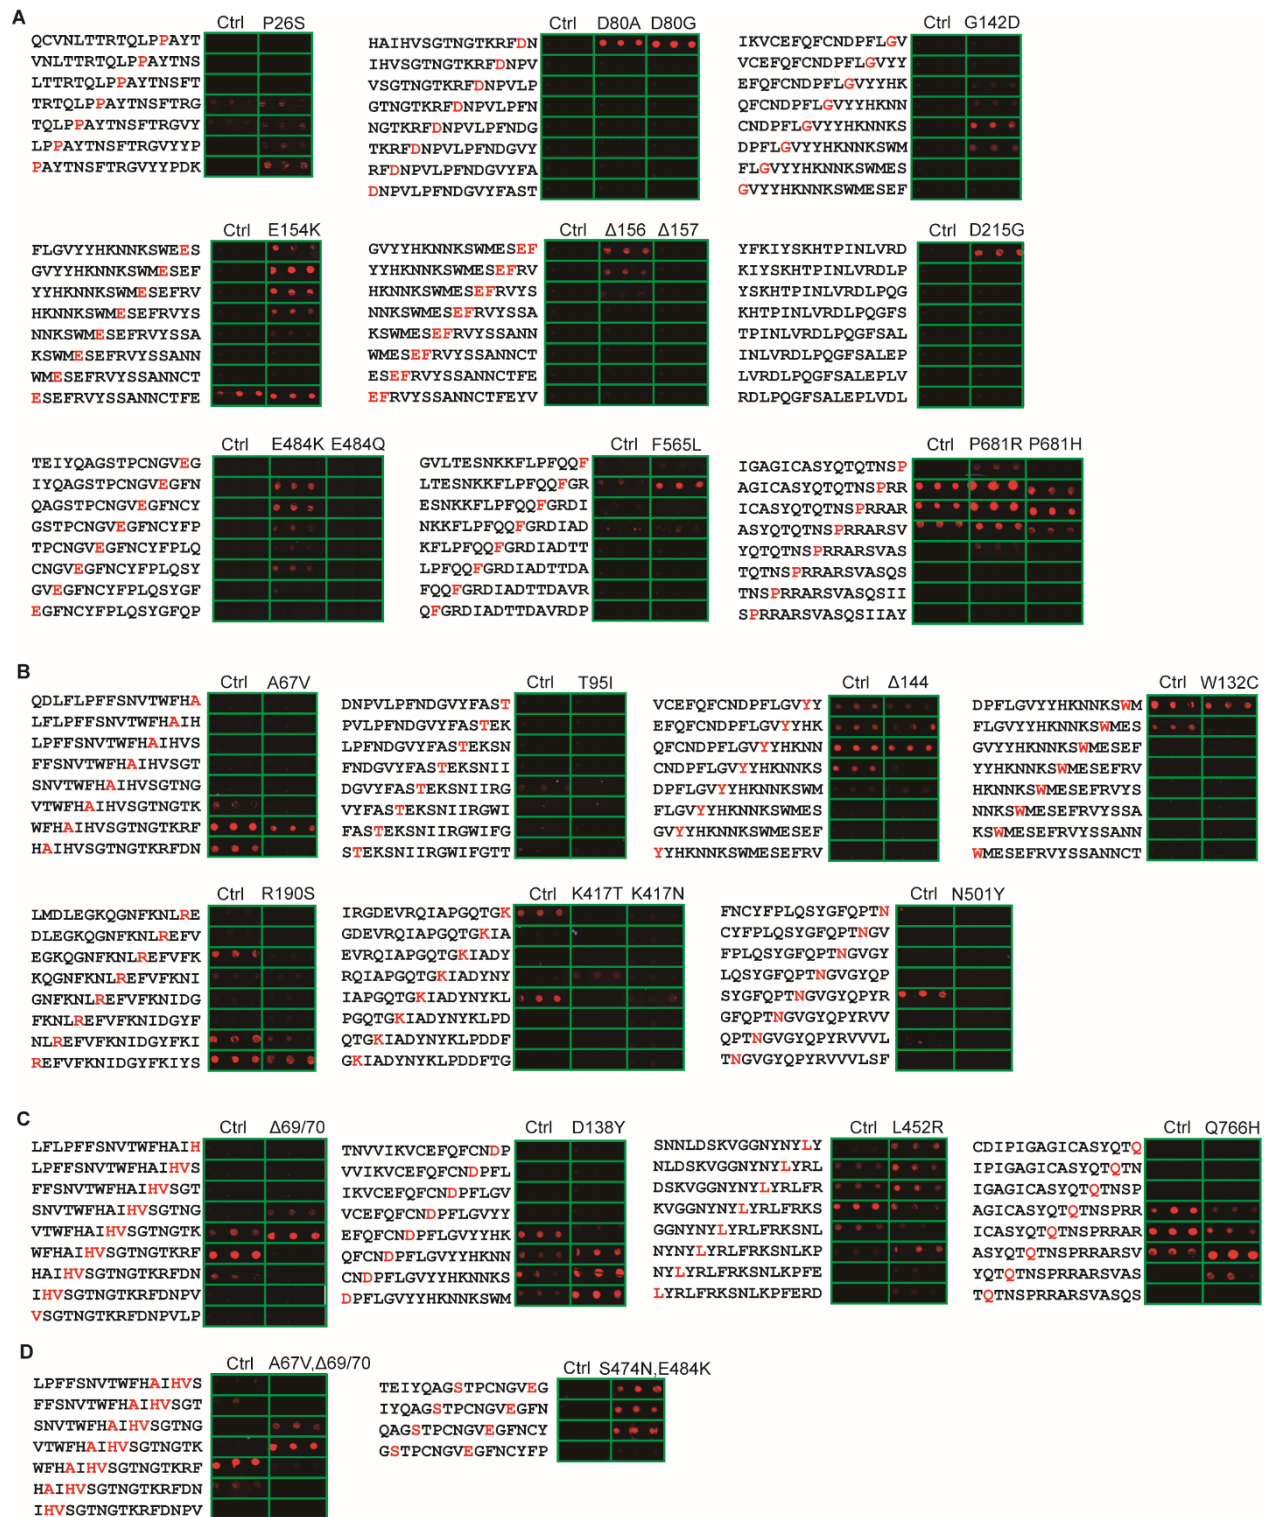 A
Ctrl P26S
QCVNLTTRTQLPPAYT
VNLTTRTQLPPAYTNS
LTTRTQLPPAYTNSFT
TRTQLPPAYTNSFTRG
TQLPPAYTNSFTRGVY
LPPAYTNSFTRGVYYP
PAYTNSFTRGVYYPDK
Ctrl D80A D80G
HAIHVSGTNGTKRFDN
IHVSGTNGTKRFDNPV
VSGTNGTKRFDNPVLP
GTNGTKRFDNPVLPFN
NGTKRFDNPVLPFNDG
TKRFDNPVLPFNDGVY
RFDNPVLPFNDGVYFA
DNPVLPFNDGVYFAST
Ctrl G142D
IKVCEFQFCNDPFLGV
VCEFQFCNDPFLGVYY
EFQFCNDPFLGVYYHK
QFCNDPFLGVYYHKNN
CNDPFLGVYYHKNNKS
DPFLGVYYHKNNKSWM
FLGVYYHKNNKSWMES
GVYYHKNNKSWMESEF
Ctrl E154K
FLGVYYHKNNKSWEES
GVYYHKNNKSWMESEF
YYHKNNKSWMESEFRV
HKNNKSWMESEFRVYS
NNKSWMESEFRVYSSA
KSWMESEFRVYSSANN
WMESEFRVYSSANNCT
ESEFRVYSSANNCTFE
Ctrl Δ156 Δ157
GVYYHKNNKSWMESEF
YYHKNNKSWMESEFRV
HKNNKSWMESEFRVYS
NNKSWMESEFRVYSSA
KSWMESEFRVYSSANN
WMESEFRVYSSANNCT
ESEFRVYSSANNCTFE
EFRVYSSANNCTFEYV
Ctrl D215G
YFKIYSKHTPINLVRD
KIYSKHTPINLVRDLP
YSKHTPINLVRDLPQG
KHTPINLVRDLPQGFS
TPINLVRDLPQGFSAL
INLVRDLPQGFSALEP
LVRDLPQGFSALEPLV
RDLPQGFSALEPLVDL
Ctrl E484K E484Q
TEIYQAGSTPCNGVEG
IYQAGSTPCNGVEGFN
QAGSTPCNGVEGFNCY
GSTPCNGVEGFNCYFP
TPCNGVEGFNCYFPLQ
CNGVEGFNCYFPLQSY
GVEGFNCYFPLQSYGF
EGFNCYFPLQSYGFQP
Ctrl F565L
GVLTESNKKFLPFQQF
LTESNKKFLPFQQFGR
ESNKKFLPFQQFGRDI
NKKFLPFQQFGRDIAD
KFLPFQQFGRDIADTT
LPFQQFGRDIADTTDA
FQQFGRDIADTTDAVR
QFGRDIADTTDAVRDP
Ctrl P681R P681H
IGAGICASYQTQTNSP
AGICASYQTQTNSPRR
ICASYQTQTNSPRRAR
ASYQTQTNSPRRARSV
YQTQTNSPRRARSVAS
TQTNSPRRARSVASQS
TNSPRRARSVASQSII
SPRRARSVASQSIIAY
B
Ctrl A67V
QDLFLPFFSNVTWFHA
LFLPFFSNVTWFHAIH
LPFFSNVTWFHAIHVS
FFSNVTWFHAIHVSGT
SNVTWFHAIHVSGTNG
VTWFHAIHVSGTNGTK
WFHAIHVSGTNGTKRF
HAIHVSGTNGTKRFDN
Ctrl T95I
DNPVLPFNDGVYFAST
PVLPFNDGVYFASTEK
LPFNDGVYFASTEKSN
FNDGVYFASTEKSNII
DGVYFASTEKSNIIRG
VYFASTEKSNIIRGWI
FASTEKSNIIRGWIFG
STEKSNIIRGWIFGTT
Ctrl Δ144
VCEFQFCNDPFLGVYY
EFQFCNDPFLGVYYHK
QFCNDPFLGVYYHKNN
CNDPFLGVYYHKNNKS
DPFLGVYYHKNNKSWM
FLGVYYHKNNKSWMES
GVYYHKNNKSWMESEF
YYHKNNKSWMESEFRV
Ctrl W132C
DPFLGVYYHKNNKSWM
FLGVYYHKNNKSWMES
GVYYHKNNKSWMESEF
YYHKNNKSWMESEFRV
HKNNKSWMESEFRVYS
NNKSWMESEFRVYSSA
KSWMESEFRVYSSANN
WMESEFRVYSSANNCT
Ctrl R190S
LMDLEGKQGNFKNLRE
DLEGKQGNFKNLREFV
EGKQGNFKNLREFVFK
KQGNFKNLREFVFKNI
GNFKNLREFVFKNIDG
FKNLREFVFKNIDGYF
NLREFVFKNIDGYFKI
REFVFKNIDGYFKIYS
Ctrl K417T K417N
IRGDEVRQIAPGQTGK
GDEVRQIAPGQTGKIA
EVRQIAPGQTGKIADY
RQIAPGQTGKIADYNY
IAPGQTGKIADYNYKL
PGQTGKIADYNYKLPD
QTGKIADYNYKLPDDF
GKIADYNYKLPDDFTG
Ctrl N501Y
FNCYFPLQSYGFQPTN
CYFPLQSYGFQPTNGV
FPLQSYGFQPTNGVGY
LQSYGFQPTNGVGYQP
SYGFQPTNGVGYQPYR
GFQPTNGVGYQPYRVV
QPTNGVGYQPYRVVVL
TNGVGYQPYRVVVLSF
C
Ctrl Δ69/70
LFLPFFSNVTWFHAIH
LPFFSNVTWFHAIHVS
FFSNVTWFHAIHVSGT
SNVTWFHAIHVSGTNG
VTWFHAIHVSGTNGTK
WFHAIHVSGTNGTKRF
HAIHVSGTNGTKRFDN
IHVSGTNGTKRFDNPV
VSGTNGTKRFDNPVLP
Ctrl D138Y
TNVVIKVCEFQFCNDP
VVIKVCEFQFCNDPFL
IKVCEFQFCNDPFLGV
VCEFQFCNDPFLGVYY
EFQFCNDPFLGVYYHK
QFCNDPFLGVYYHKNN
CNDPFLGVYYHKNNKS
DPFLGVYYHKNNKSWM
Ctrl L452R
SNNLDSKVGGNYNYLY
NLDSKVGGNYNYLYRL
DSKVGGNYNYLYRLFR
KVGGNYNYLYRLFRKS
GGNYNYLYRLFRKSNL
NYNYLYRLFRKSNLKP
NYLYRLFRKSNLKPFE
LYRLFRKSNLKPFERD
Ctrl Q766H
CDIPIGAGICASYQTQ
IPIGAGICASYQTQTN
IGAGICASYQTQTNSP
AGICASYQTQTNSPRR
ICASYQTQTNSPRRAR
ASYQTQTNSPRRARSV
YQTQTNSPRRARSVAS
TQTNSPRRARSVASQS
D
Ctrl A67V,Δ69/70
LPFFSNVTWFHAIHVS
FFSNVTWFHAIHVSGT
SNVTWFHAIHVSGTNG
VTWFHAIHVSGTNGTK
WFHAIHVSGTNGTKRF
HAIHVSGTNGTKRFDN
IHVSGTNGTKRFDNPV
Ctrl S474N,E484K
TEIYQAGSTPCNGVEG
IYQAGSTPCNGVEGFN
QAGSTPCNGVEGFNCY
GSTPCNGVEGFNCYFP